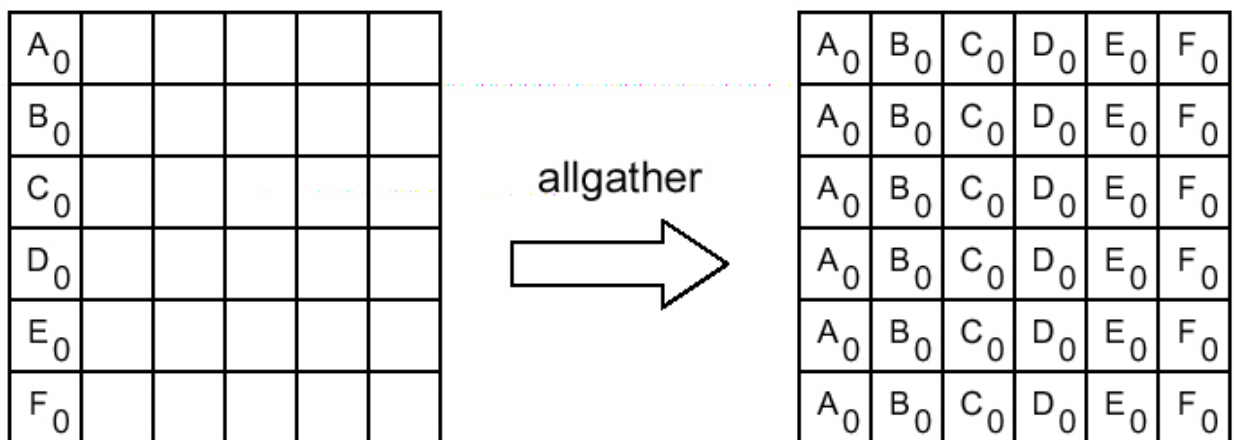 A0 A0 B0 C0 D0 E0 F0
B0 A0 B0 C0 D0 E0 F0
allgather
C0 A0 B0 C0 D0 E0 F0
D0 A0 B0 C0 D0 E0 F0
E0 A0 B0 C0 D0 E0 F0
F0 A0 B0 C0 D0 E0 F0